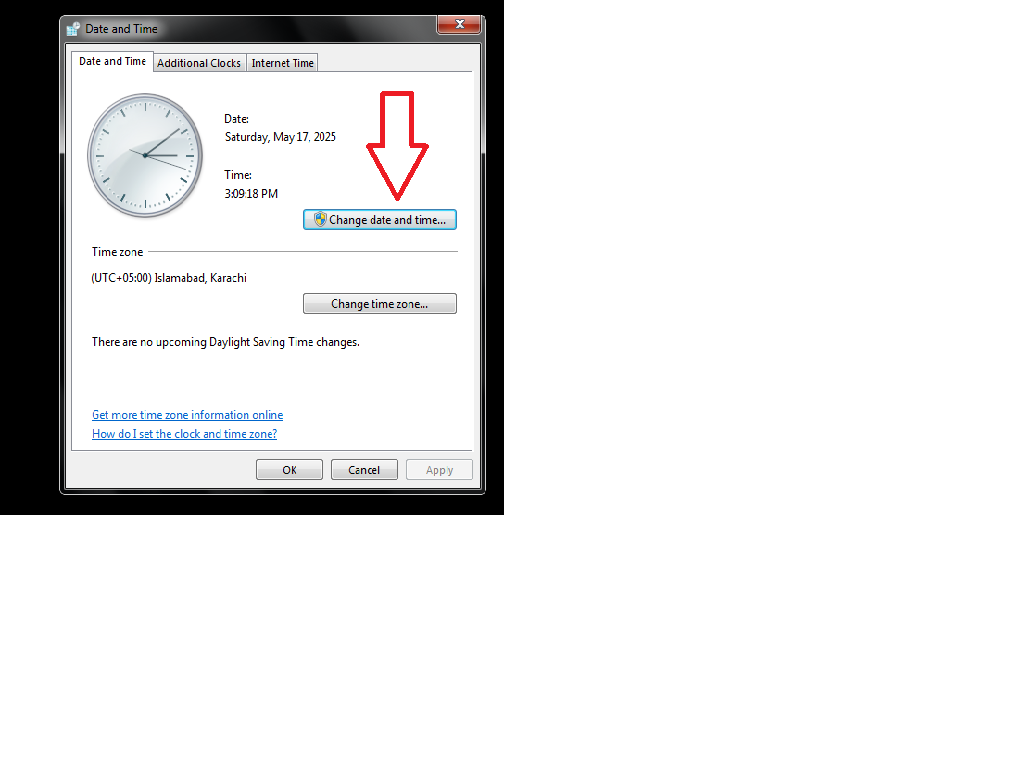 Date and Time
Date and Time Additional Clocks Internet Time
Date:
Saturday, May 17, 2025
Time:
3:09:18 PM
Change date and time...
Time zone
(UTC+05:00) Islamabad, Karachi
Change time zone...
There are no upcoming Daylight Saving Time changes.
Get more time zone information online
How do I set the clock and time zone?
OK Cancel Apply